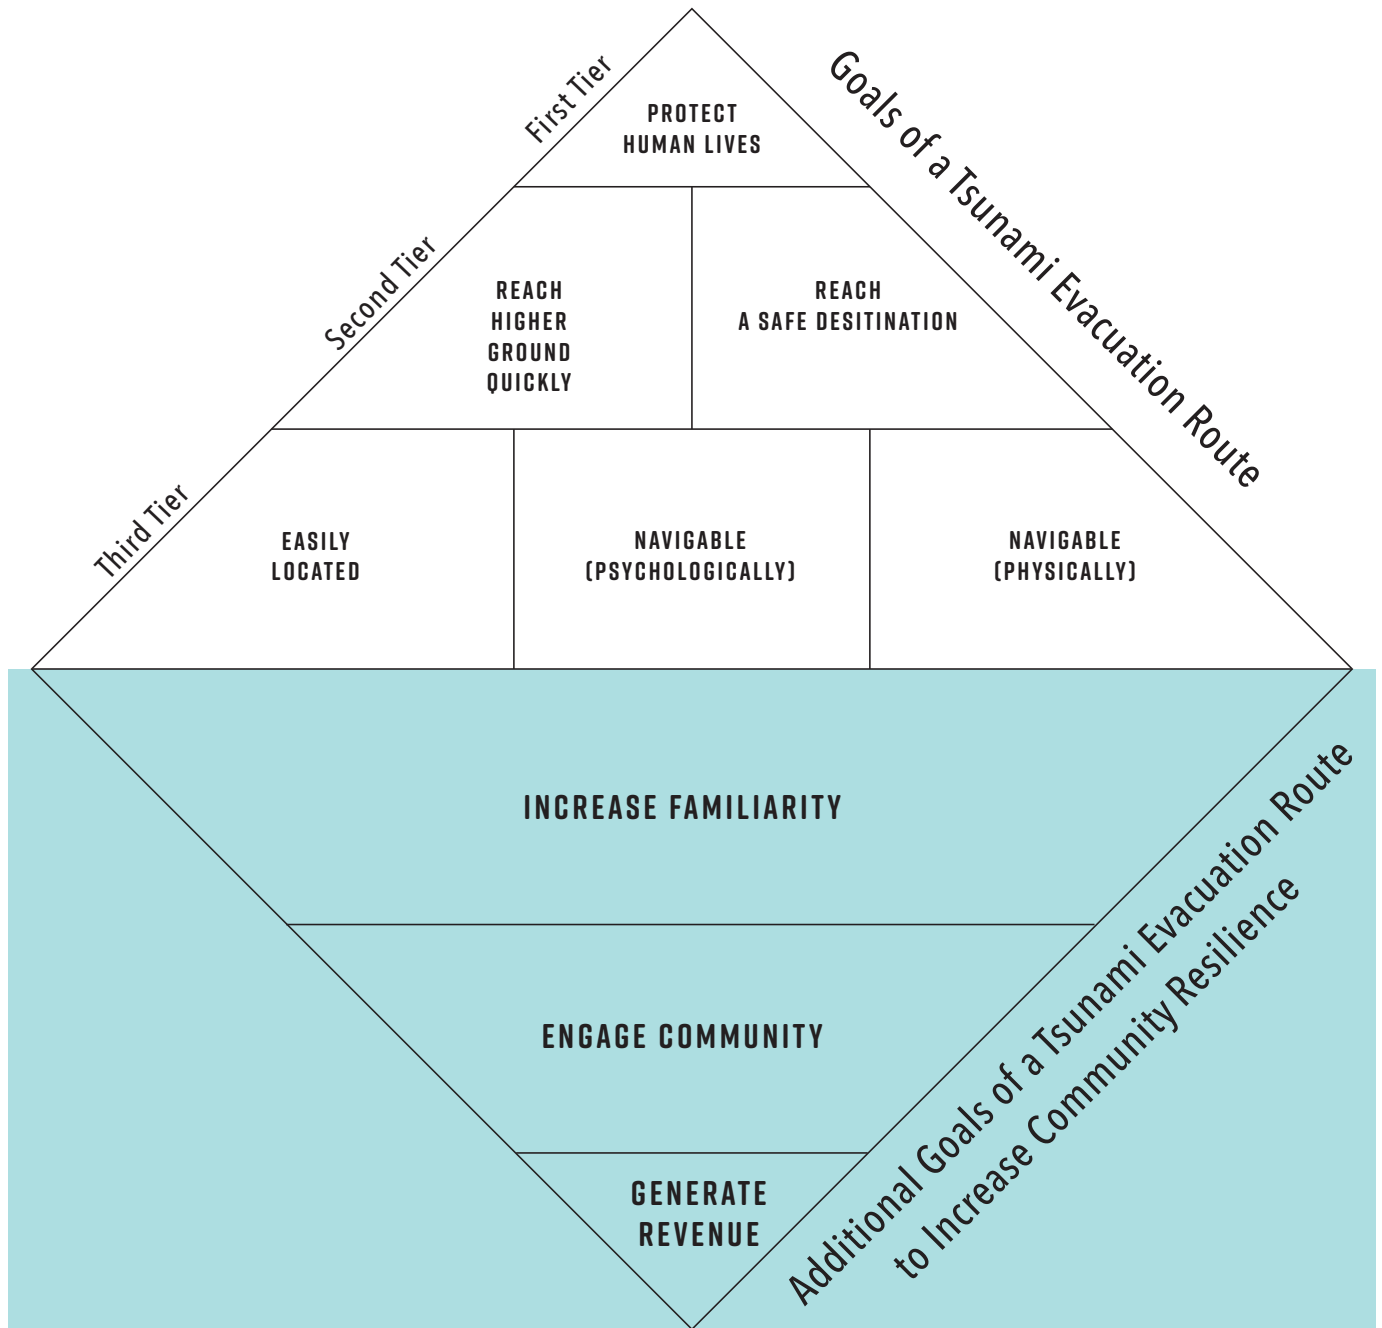 First Tier
PROTECT
HUMAN LIVES
Goals of a Tsunami Evacuation Route
Second Tier
REACH
HIGHER
GROUND
QUICKLY
REACH
A SAFE DESITINATION
Third Tier
EASILY
LOCATED
NAVIGABLE
(PSYCHOLOGICALLY)
NAVIGABLE
(PHYSICALLY)
INCREASE FAMILIARITY
ENGAGE COMMUNITY
GENERATE
REVENUE
Additional Goals of a Tsunami Evacuation Route
to Increase Community Resilience